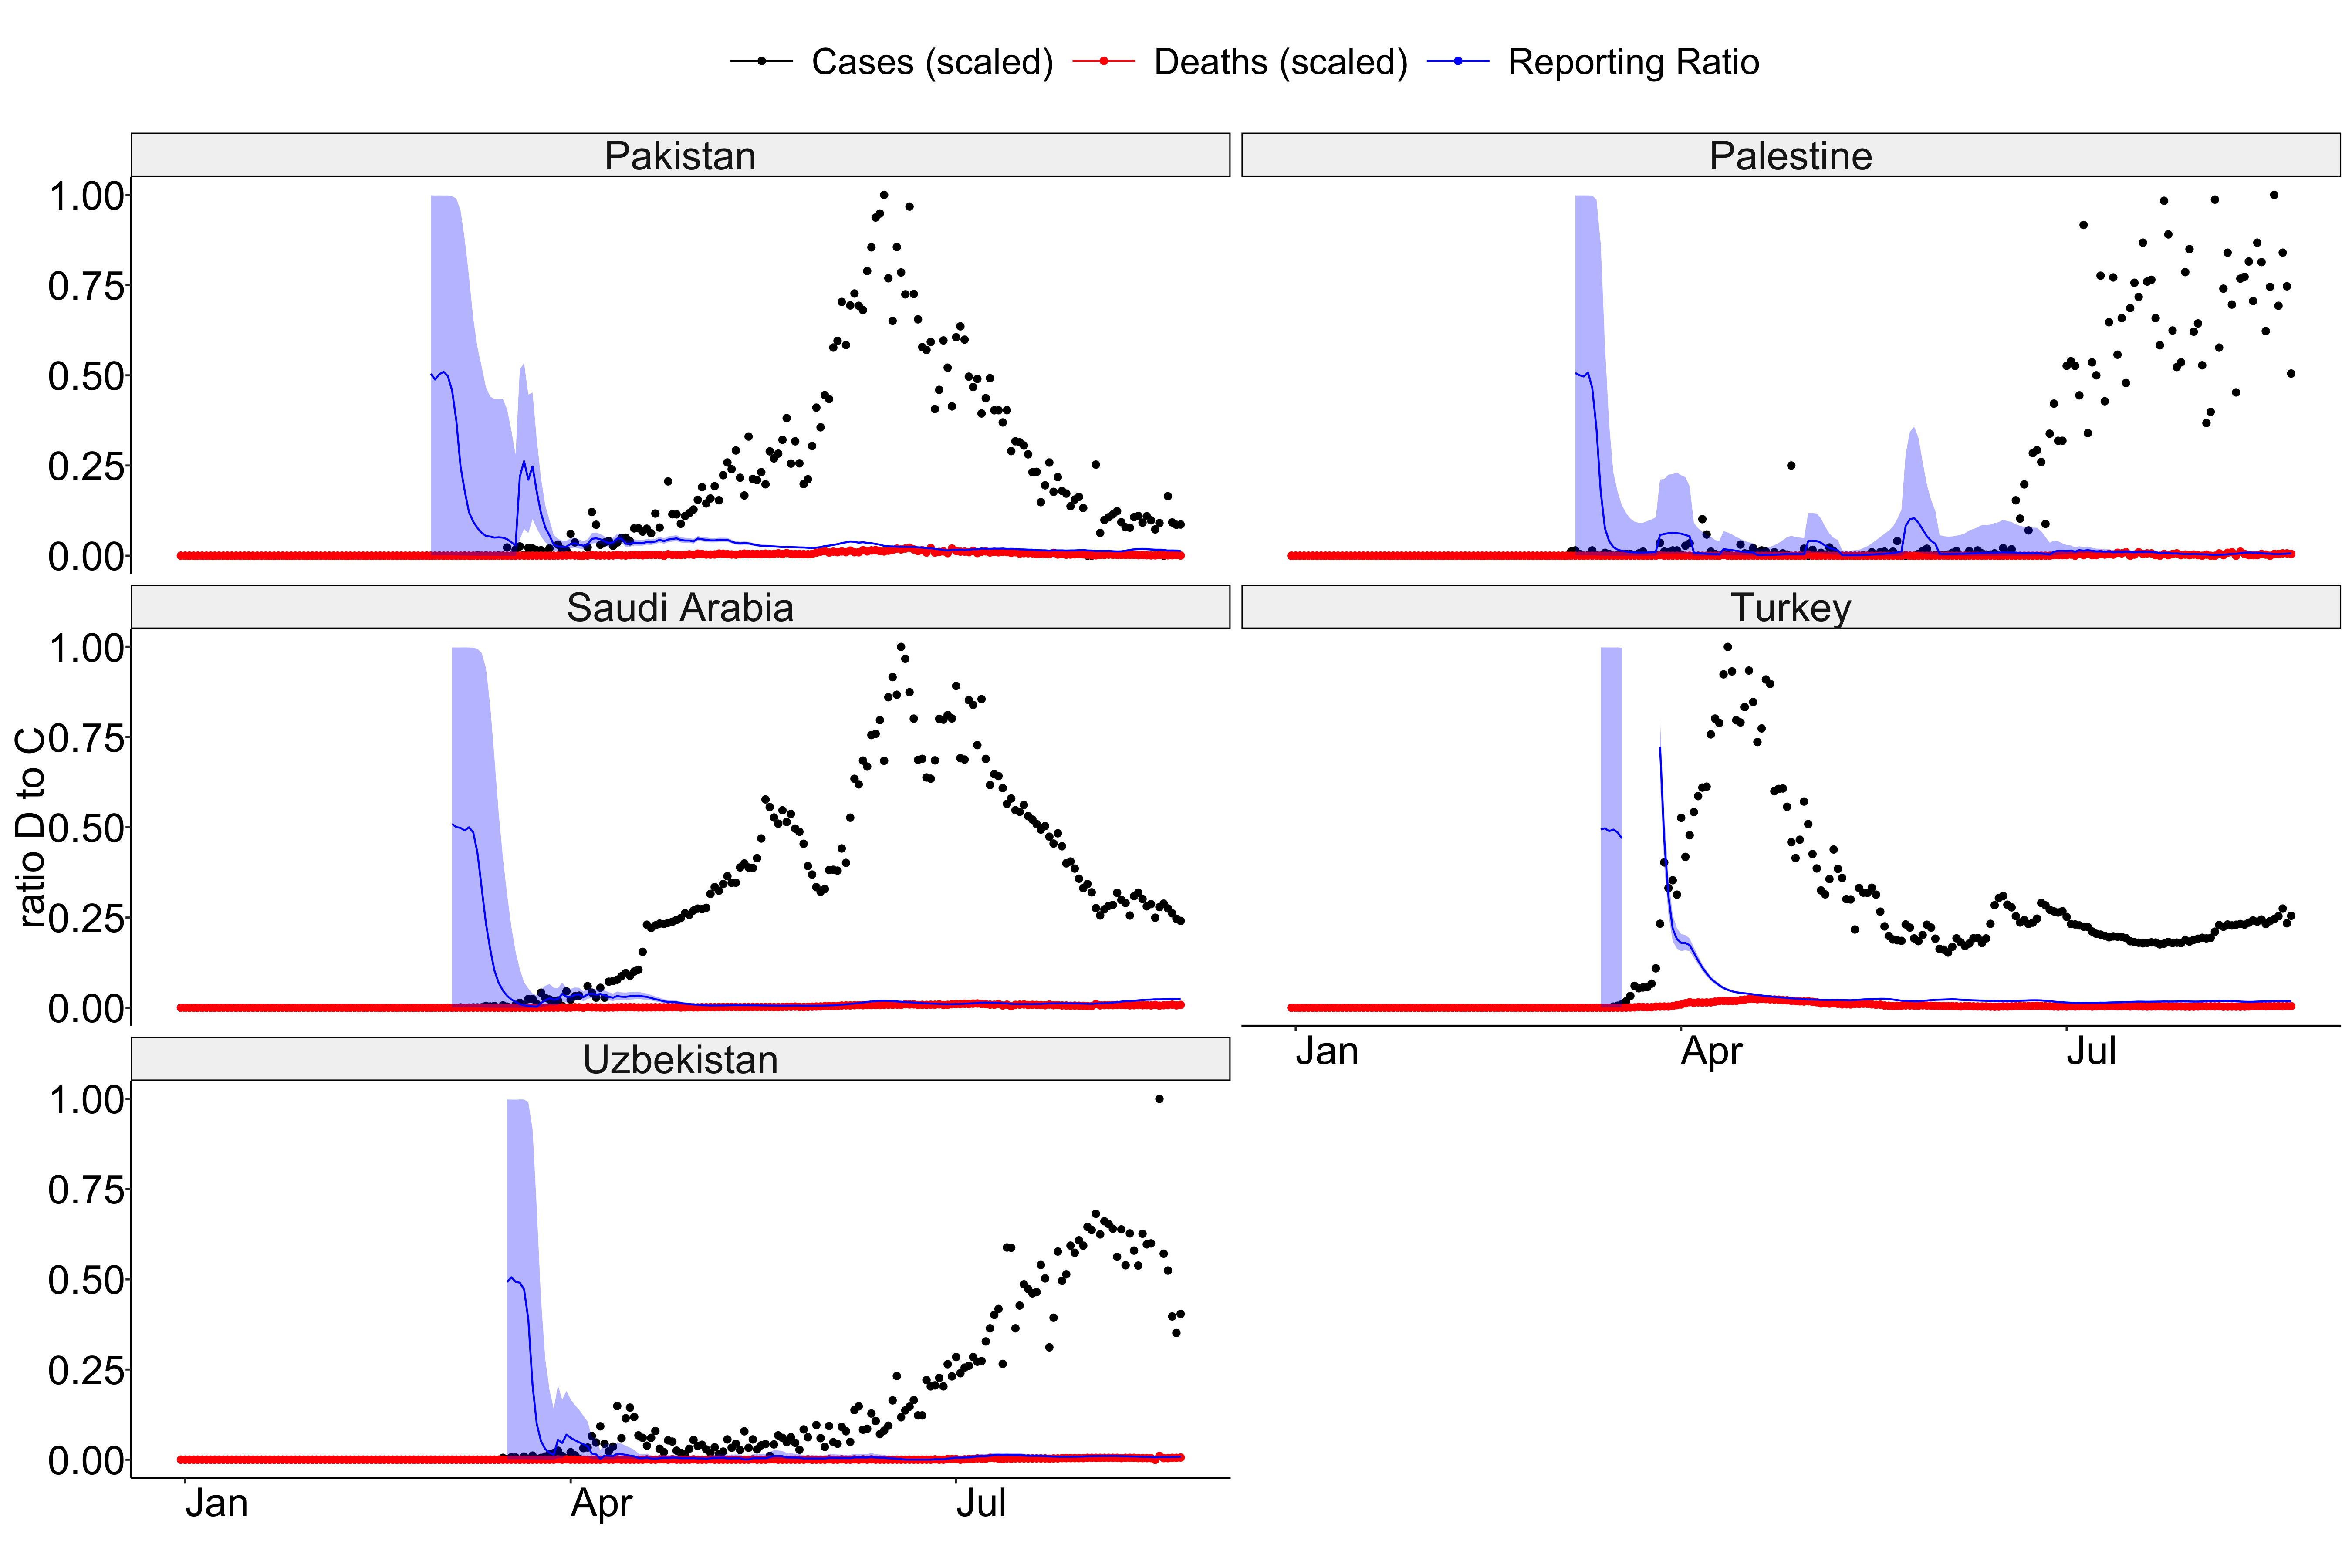 Cases (scaled) Deaths (scaled) Reporting Ratio
Pakistan Palestine
1.00
0.75
0.50
0.25
0.00
Saudi Arabia Turkey
1.00
0.75
0.50
0.25
0.00
ratio D to C
Jan Apr Jul
Uzbekistan
1.00
0.75
0.50
0.25
0.00
Jan Apr Jul